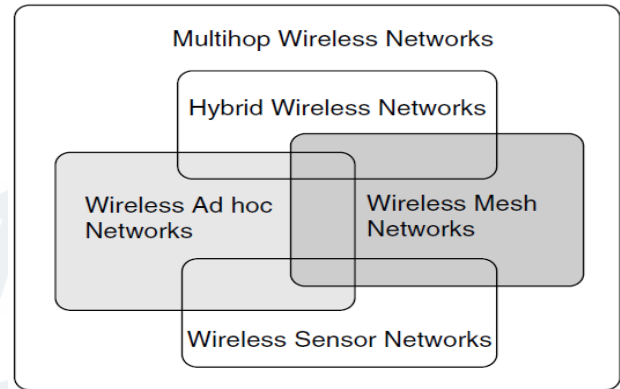 Multihop Wireless Networks
Hybrid Wireless Networks
Wireless Ad hoc
Networks
Wireless Mesh
Networks
Wireless Sensor Networks